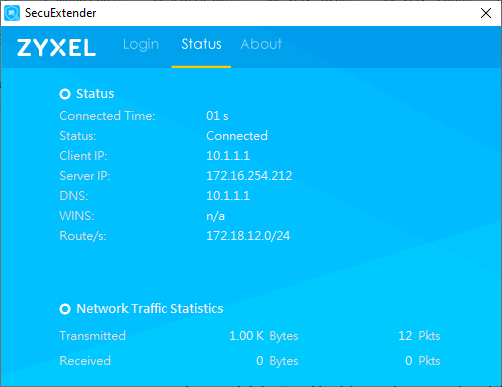 SecuExtender
ZYXEL Login Status About
Status
Connected Time: 01 s
Status: Connected
Client IP: 10.1.1.1
Server IP: 172.16.254.212
DNS: 10.1.1.1
WINS: n/a
Route/s: 172.18.12.0/24
Network Traffic Statistics
Transmitted 1.00 K Bytes 12 Pkts
Received 0 Bytes 0 Pkts